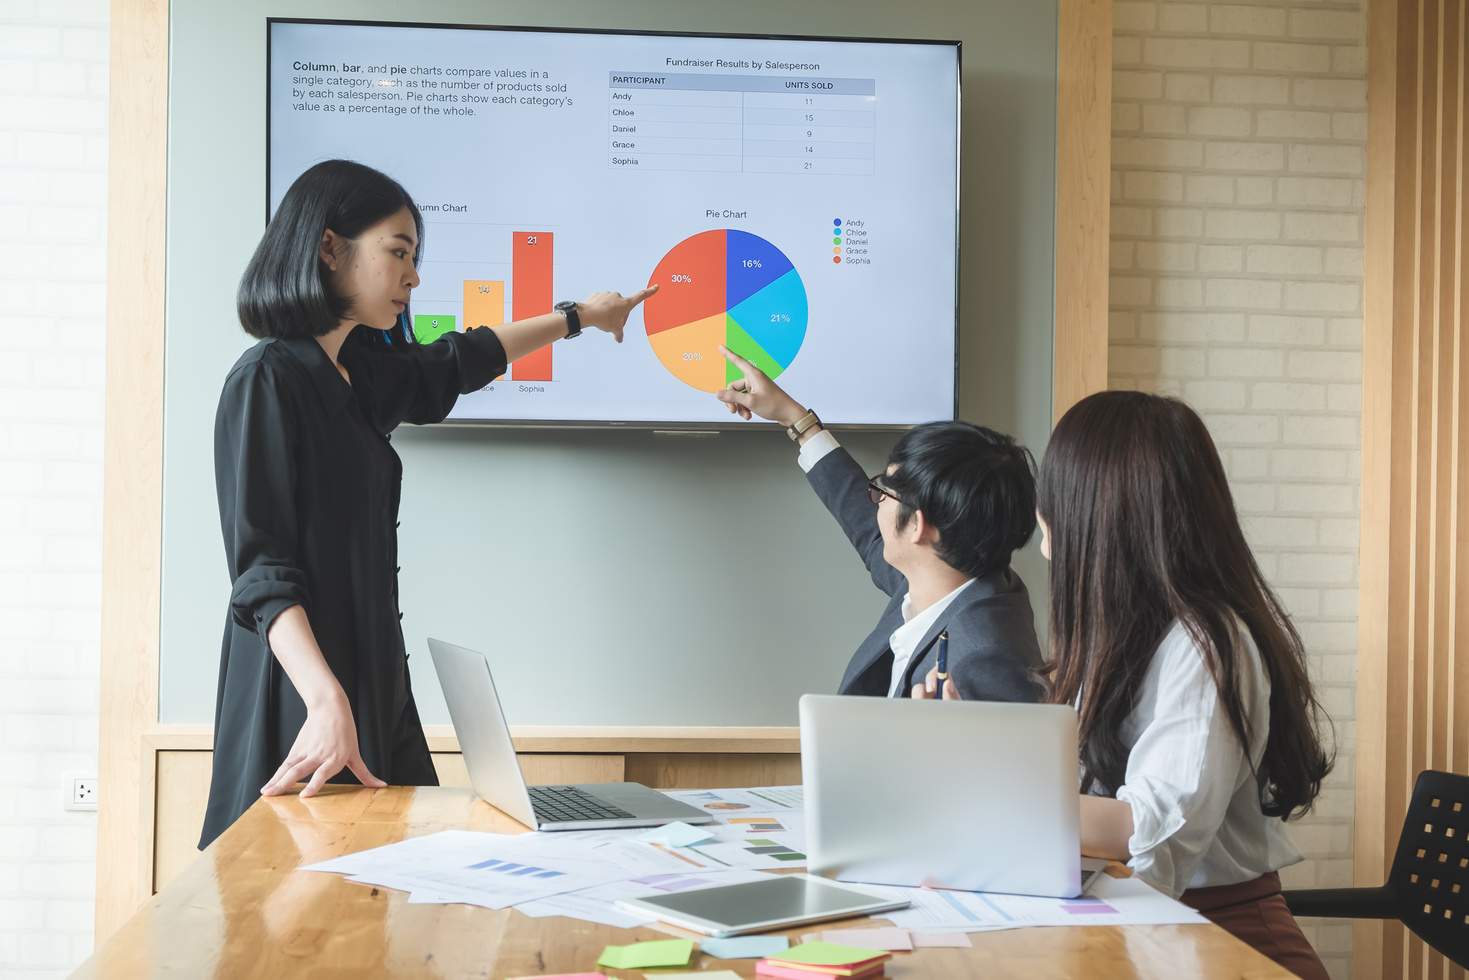 Column, bar, and pie charts compare values in a
single category, such as the number of products sold
by each salesperson. Pie charts show each category's
value as a percentage of the whole.
Fundraiser Results by Salesperson
PARTICIPANT UNITS SOLD
Andy 11
Chloe 15
Daniel 9
Grace 14
Sophia 21
lumn Chart
21
14
9
ace Sophia
Pie Chart
16%
21%
%
20%
30%
Andy
Chloe
Daniel
Grace
Sophia